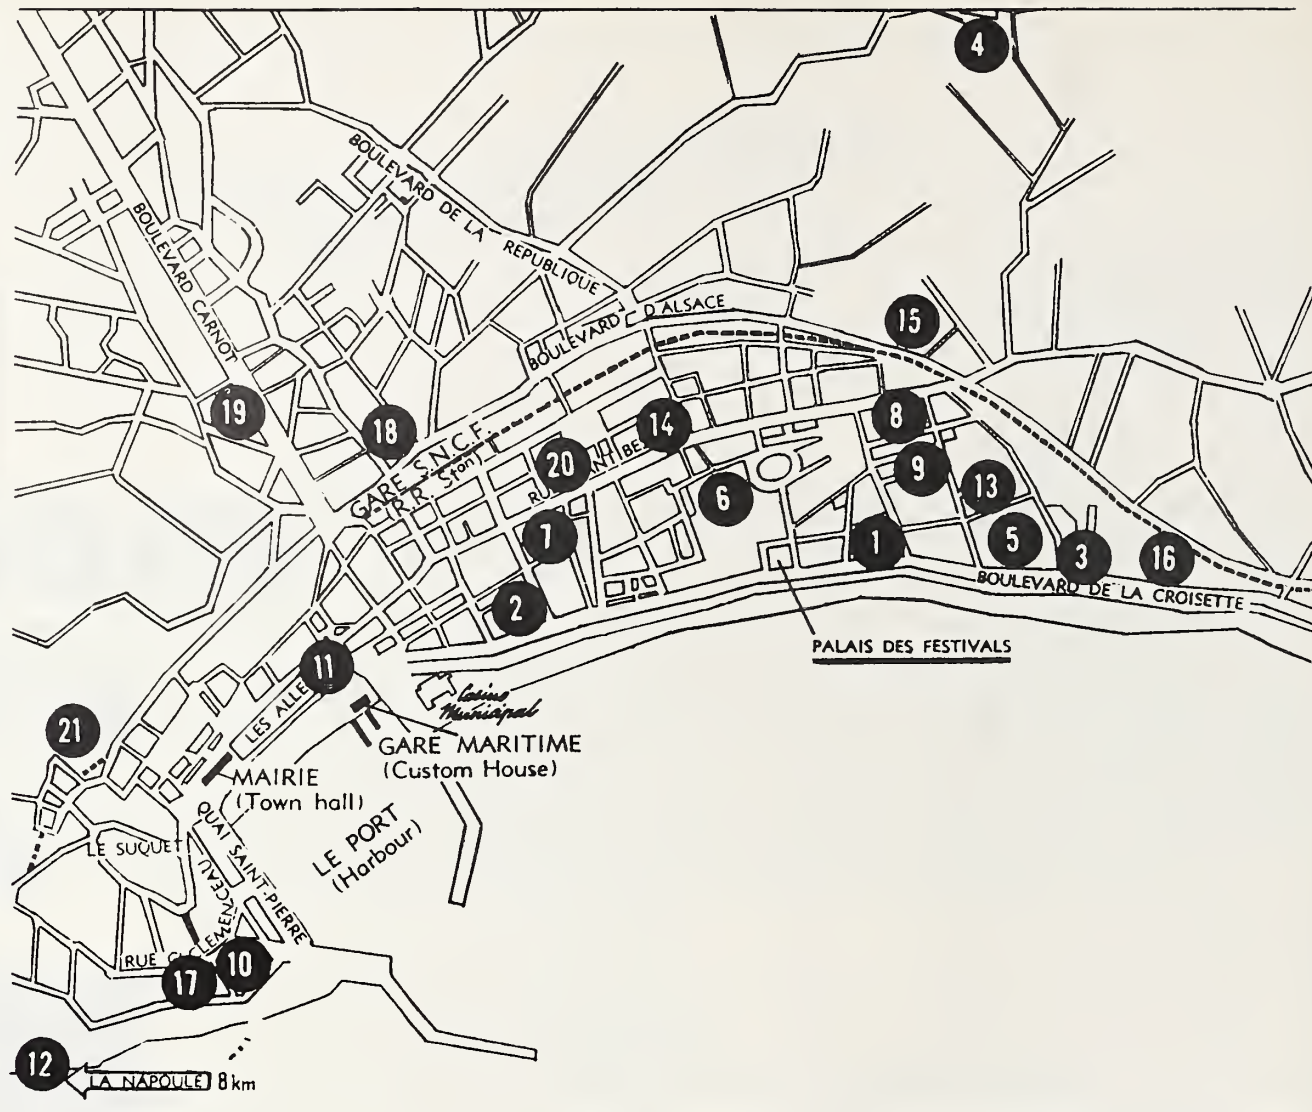 4
BOULEVARD DE LA REPUBLIQUE
BOULEVARD CARNOT
BOULEVARD D'ALSACE
15
19
18
14
8
GARE S.N.C.F.
R.R. Ston
20
9
6
13
7
1
5
3
16
BOULEVARD DE LA CROISETTE
2
PALAIS DES FESTIVALS
11
LES ALLE
Casino
Municipal
21
GARE MARITIME
(Custom House)
MAIRIE
(Town hall)
LE PORT
(Harbour)
QUAI SAINT-PIERRE
LE SUQUET
RUE G. CLEMENCEAU
17
10
12
LA NAPOULE 8 km